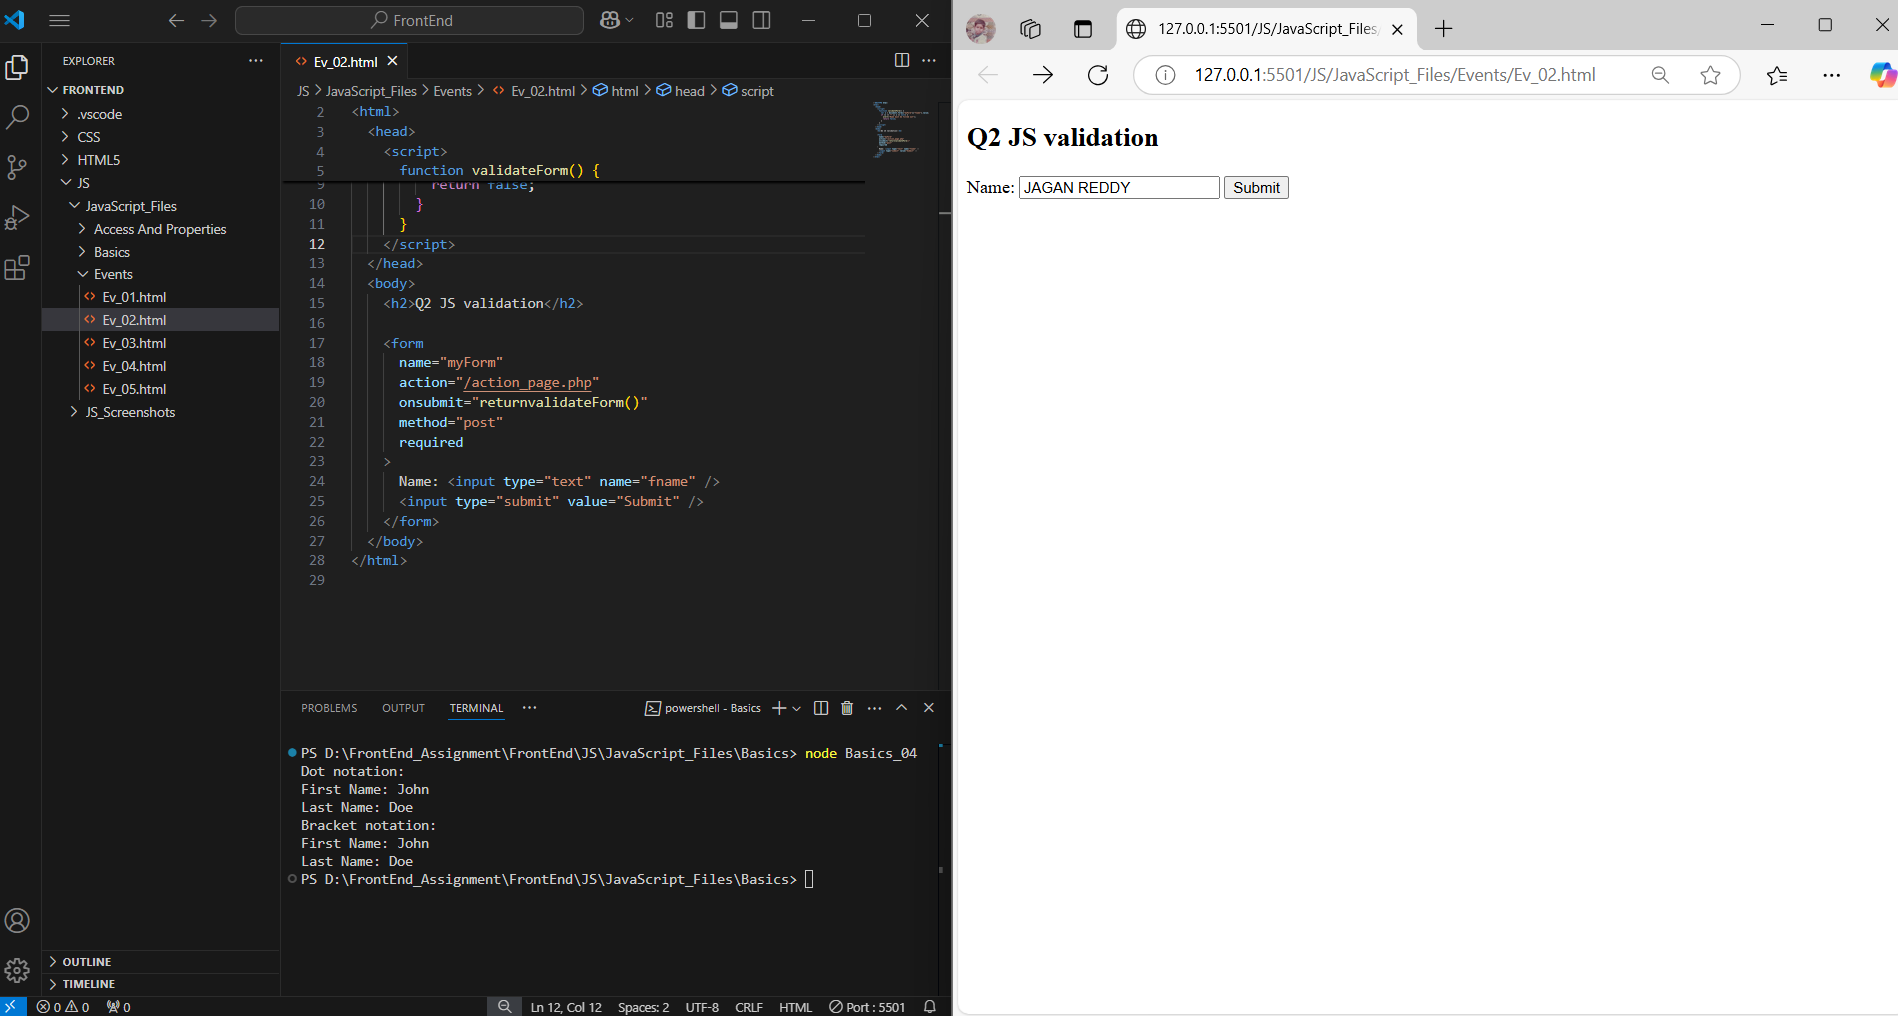 FrontEnd
EXPLORER
FRONTEND
.vscode
CSS
HTML5
JS
JavaScript_Files
Access And Properties
Basics
Events
Ev_01.html
Ev_02.html
Ev_03.html
Ev_04.html
Ev_05.html
JS_Screenshots
OUTLINE
TIMELINE
Ev_02.html
JS > JavaScript_Files > Events > Ev_02.html > html > head > script
2 <html>
3 <head>
4 <script>
5 function validateForm() {
9 return false;
10 }
11 }
12 </script>
13 </head>
14 <body>
15 <h2>Q2 JS validation</h2>
16
17 <form
18 name="myForm"
19 action="/action_page.php"
20 onsubmit="returnvalidateForm()"
21 method="post"
22 required
23 >
24 Name: <input type="text" name="fname" />
25 <input type="submit" value="Submit" />
26 </form>
27 </body>
28 </html>
29
PROBLEMS OUTPUT TERMINAL powershell - Basics
PS D:\FrontEnd_Assignment\FrontEnd\JS\JavaScript_Files\Basics> node Basics_04
Dot notation:
First Name: John
Last Name: Doe
Bracket notation:
First Name: John
Last Name: Doe
PS D:\FrontEnd_Assignment\FrontEnd\JS\JavaScript_Files\Basics>
0 0 0 Ln 12, Col 12 Spaces: 2 UTF-8 CRLF HTML Port : 5501
127.0.0.1:5501/JS/JavaScript_Files/
127.0.0.1:5501/JS/JavaScript_Files/Events/Ev_02.html
Q2 JS validation
Name: JAGAN REDDY Submit